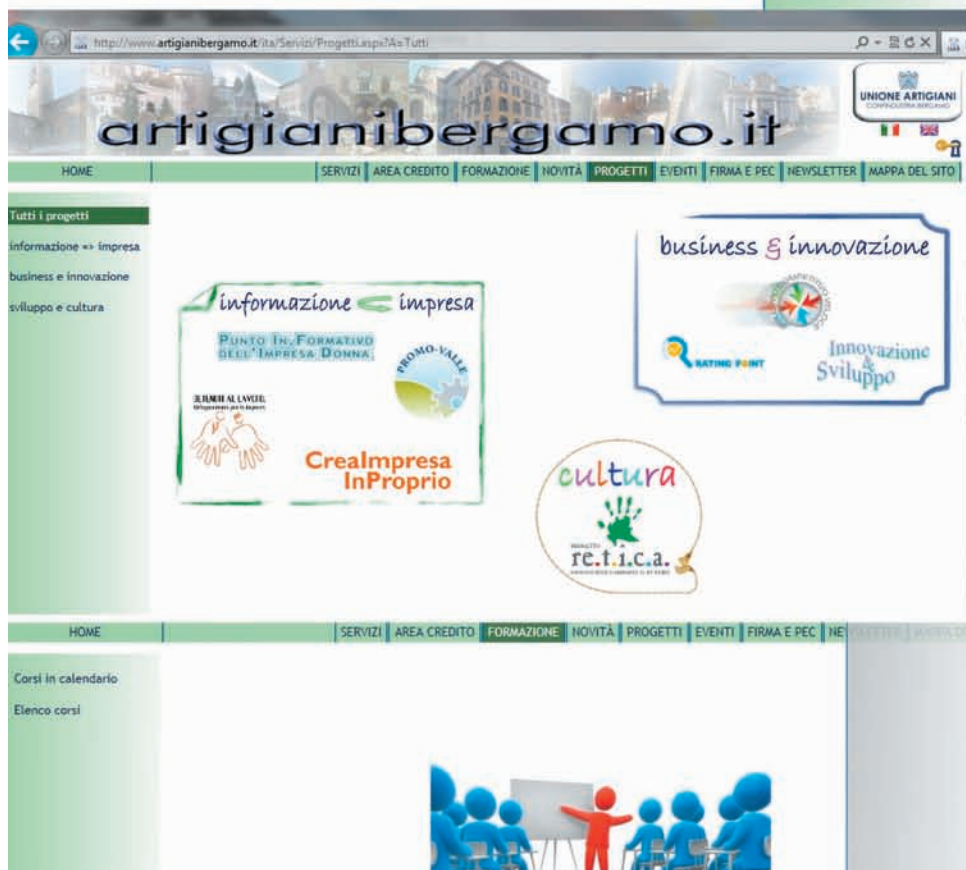 http://www.artigianibergamo.it/ita/Servizi/Progetti.aspx?A=Tutti
artigianibergamo.it
UNIONE ARTIGIANI
CONFINDUSTRIA BERGAMO
HOME SERVIZI AREA CREDITO FORMAZIONE NOVITÀ PROGETTI EVENTI FIRMA E PEC NEWSLETTER MAPPA DEL SITO
Tutti i progetti
informazione => impresa
business e innovazione
sviluppo e cultura
informazione impresa
PUNTO IN.FORMATIVO
DELL'IMPRESA DONNA
PROMO-VALLE
CreaImpresa
InProprio
business & innovazione
RATING POINT
Innovazione
&
Sviluppo
cultura
re.t.i.c.a.
HOME SERVIZI AREA CREDITO FORMAZIONE NOVITÀ PROGETTI EVENTI FIRMA E PEC NEWSLETTER
Corsi in calendario
Elenco corsi